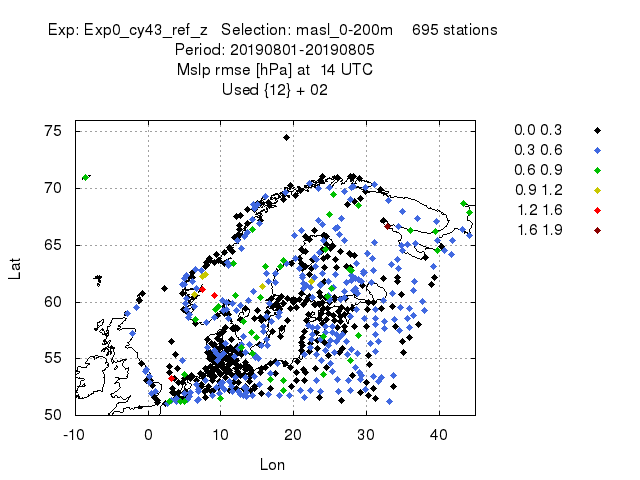 Exp: Exp0_cy43_ref_z   Selection: masl_0-200m    695 stations
Period: 20190801-20190805
Mslp rmse [hPa] at  14 UTC
Used {12} + 02
0.0 0.3
0.3 0.6
0.6 0.9
0.9 1.2
1.2 1.6
1.6 1.9
75
70
65
60
55
50
Lat
-10 0 10 20 30 40
Lon